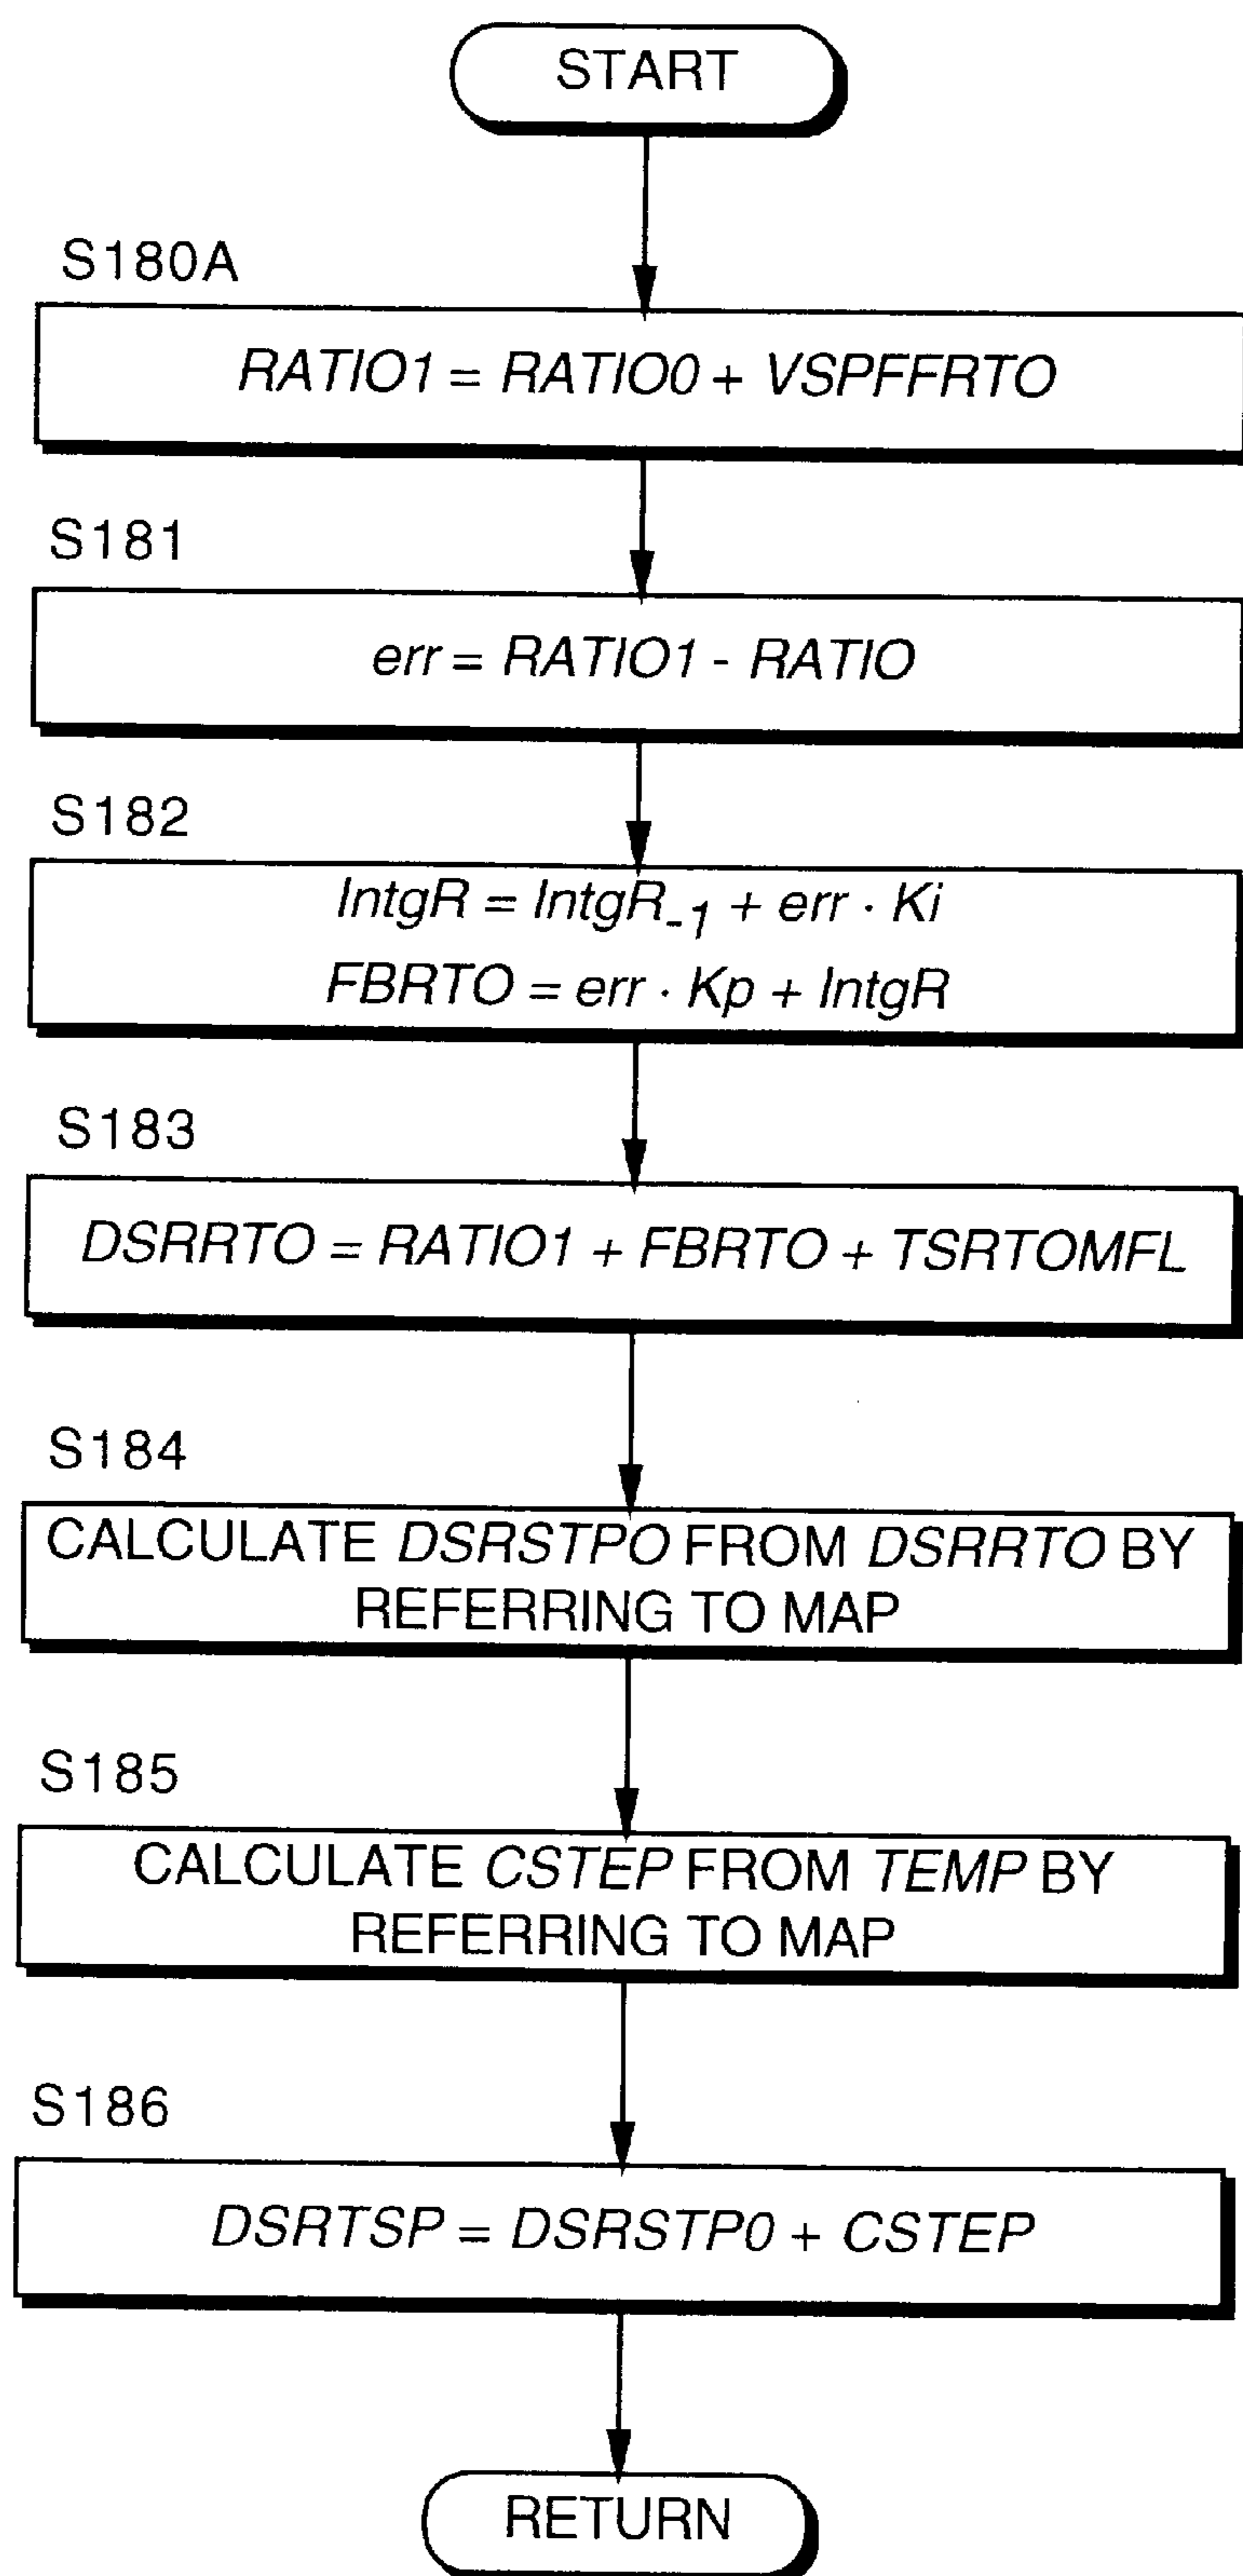 START
S180A
RATIO1 = RATIO0 + VSPFFRTO
S181
err = RATIO1 - RATIO
S182
IntgR = IntgR-1 + err · Ki
FBRTO = err · Kp + IntgR
S183
DSRRTO = RATIO1 + FBRTO + TSRTOMFL
S184
CALCULATE DSRSTPO FROM DSRRTO BY
REFERRING TO MAP
S185
CALCULATE CSTEP FROM TEMP BY
REFERRING TO MAP
S186
DSRTSP = DSRSTP0 + CSTEP
RETURN